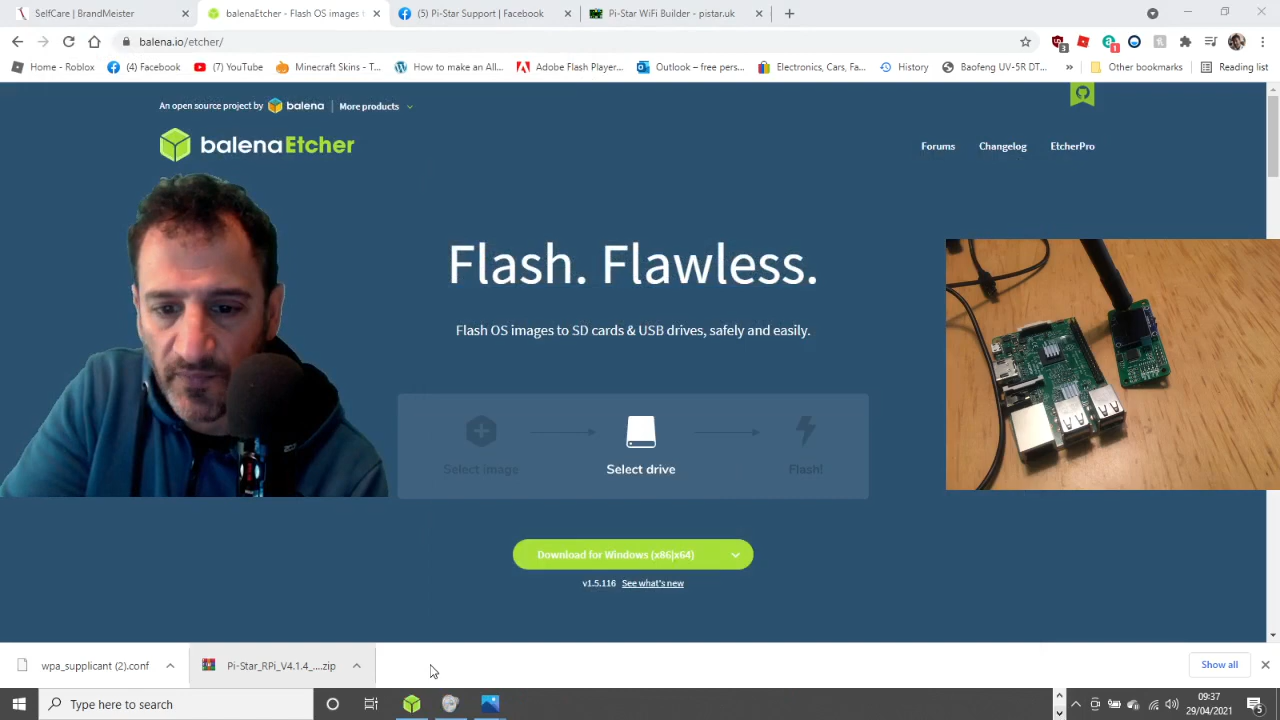 SelfCare | BrandMeister
balenaEtcher - Flash OS images t
(5) Pi-Star Support | Facebook
Pi-Star WiFi Builder - pistar.uk
balena.io/etcher/
3
1
Home - Roblox
(4) Facebook
(7) YouTube
Minecraft Skins - T...
How to make an All...
Adobe Flash Player...
Outlook – free pers...
Electronics, Cars, Fa...
History
Baofeng UV-5R DT...
»
Other bookmarks
Reading list
An open source project by balena
More products
balenaEtcher
Forums
Changelog
EtcherPro
Flash. Flawless.
Flash OS images to SD cards & USB drives, safely and easily.
Select Image
Select drive
Flash!
Download for Windows (x86|x64)
v1.5.116 See what's new
wpa_supplicant (2).conf
Pi-Star_RPi_V4.1.4_....zip
Show all
Type here to search
09:37
29/04/2021
5